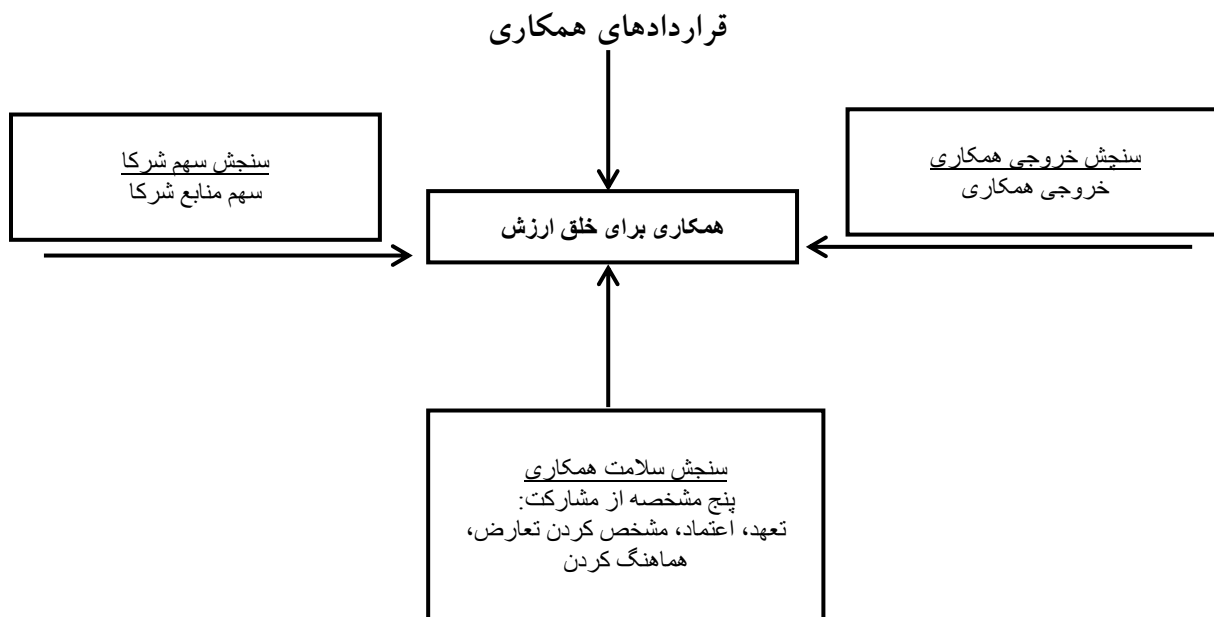 قراردادهای همکاری
سنجش خروجی همکاری
خروجی همکاری
سنجش سهم شرکا
سهم منابع شرکا
همکاری برای خلق ارزش
سنجش سلامت همکاری
پنج مشخصه از مشارکت:
تعهد، اعتماد، مشخص کردن تعارض،
هماهنگ کردن